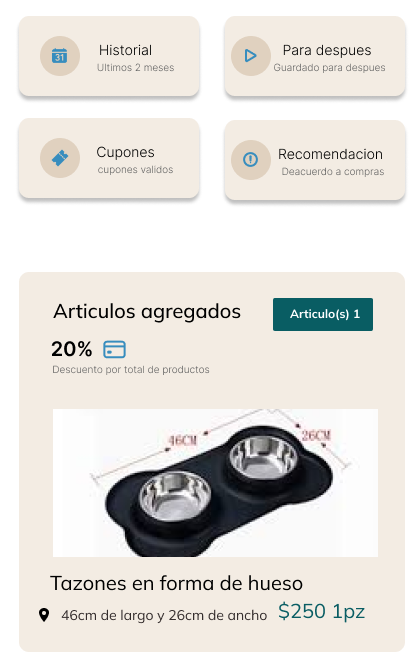 Historial
Ultimos 2 meses
31
Para despues
Guardado para despues
Cupones
cupones validos
Recomendacion
Deacuerdo a compras
Articulos agregados
Articulo(s) 1
20%
Descuento por total de productos
46CM
26CM
Tazones en forma de hueso
46cm de largo y 26cm de ancho
$250 1pz